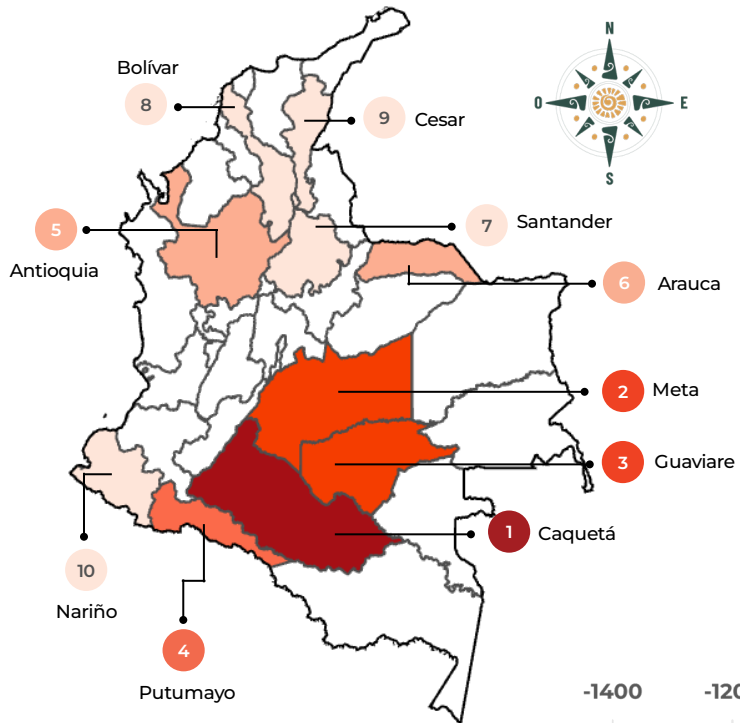 N
O
E
S
Bolívar
8
9
Cesar
7
Santander
5
Antioquia
6
Arauca
2
Meta
3
Guaviare
1
Caquetá
10
Nariño
4
Putumayo
-1400